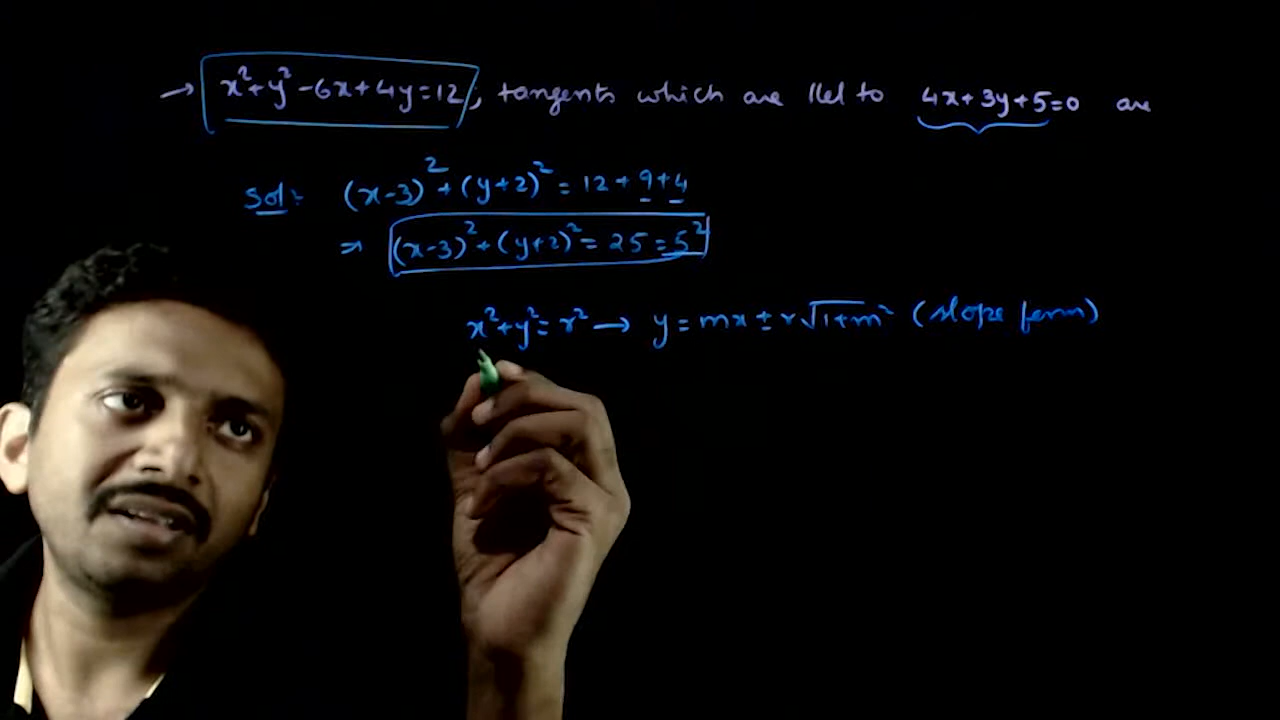 → x²+y²-6x+4y=12, tangents which are llel to 4x+3y+5=0 are
Sol: (x-3)²+(y+2)²=12+9+4
⇒ (x-3)²+(y+2)²=25=5²
x²+y²=r² → y=mx±r√1+m² (slope form)